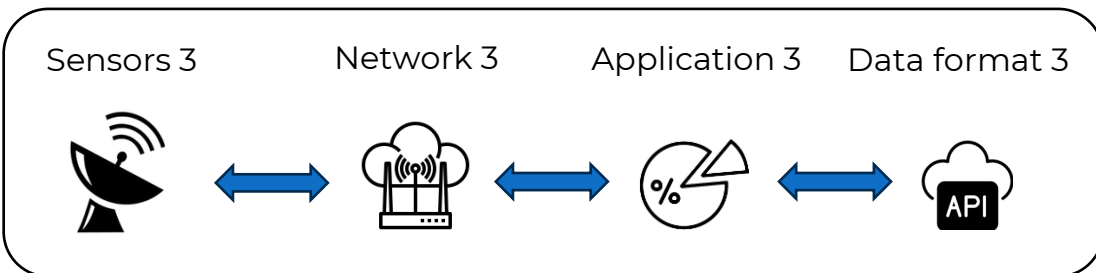 Sensors 3
Network 3
Application 3
Data format 3
%
API